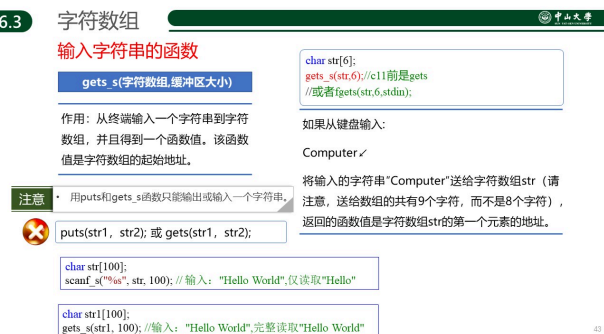 6.3
字符数组
中山大学
输入字符串的函数
gets_s(字符数组,缓冲区大小)
作用：从终端输入一个字符串到字符
数组，并且得到一个函数值。该函数
值是字符数组的起始地址。
注意
• 用puts和gets_s函数只能输出或输入一个字符串。
puts(str1，str2); 或 gets(str1，str2);
char str[6];
gets_s(str,6);//c11前是gets
//或者fgets(str,6,stdin);
如果从键盘输入:
Computer↙
将输入的字符串"Computer"送给字符数组str（请
注意，送给数组的共有9个字符，而不是8个字符），
返回的函数值是字符数组str的第一个元素的地址。
char str[100];
scanf_s("%s", str, 100); // 输入："Hello World",仅读取"Hello"
char str1[100];
gets_s(str1, 100); //输入："Hello World",完整读取"Hello World"
43